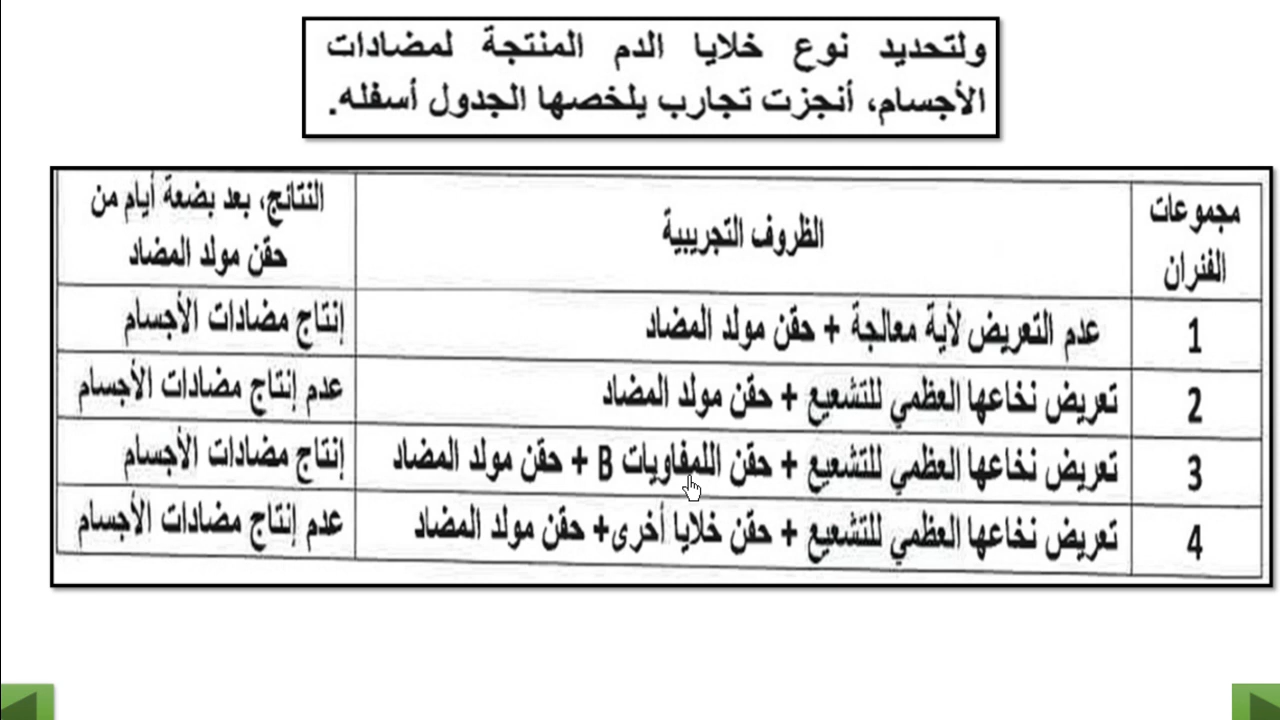 ولتحديد نوع خلايا الدم المنتجة لمضادات
الأجسام، أنجزت تجارب يلخصها الجدول أسفله.
مجموعات الفئران
الظروف التجريبية
النتائج، بعد بضعة أيام من حقن مولد المضاد
1
عدم التعريض لأية معالجة + حقن مولد المضاد
إنتاج مضادات الأجسام
2
تعريض نخاعها العظمي للتشعيع + حقن مولد المضاد
عدم إنتاج مضادات الأجسام
3
تعريض نخاعها العظمي للتشعيع + حقن اللمفاويات B + حقن مولد المضاد
إنتاج مضادات الأجسام
4
تعريض نخاعها العظمي للتشعيع + حقن خلايا أخرى+ حقن مولد المضاد
عدم إنتاج مضادات الأجسام